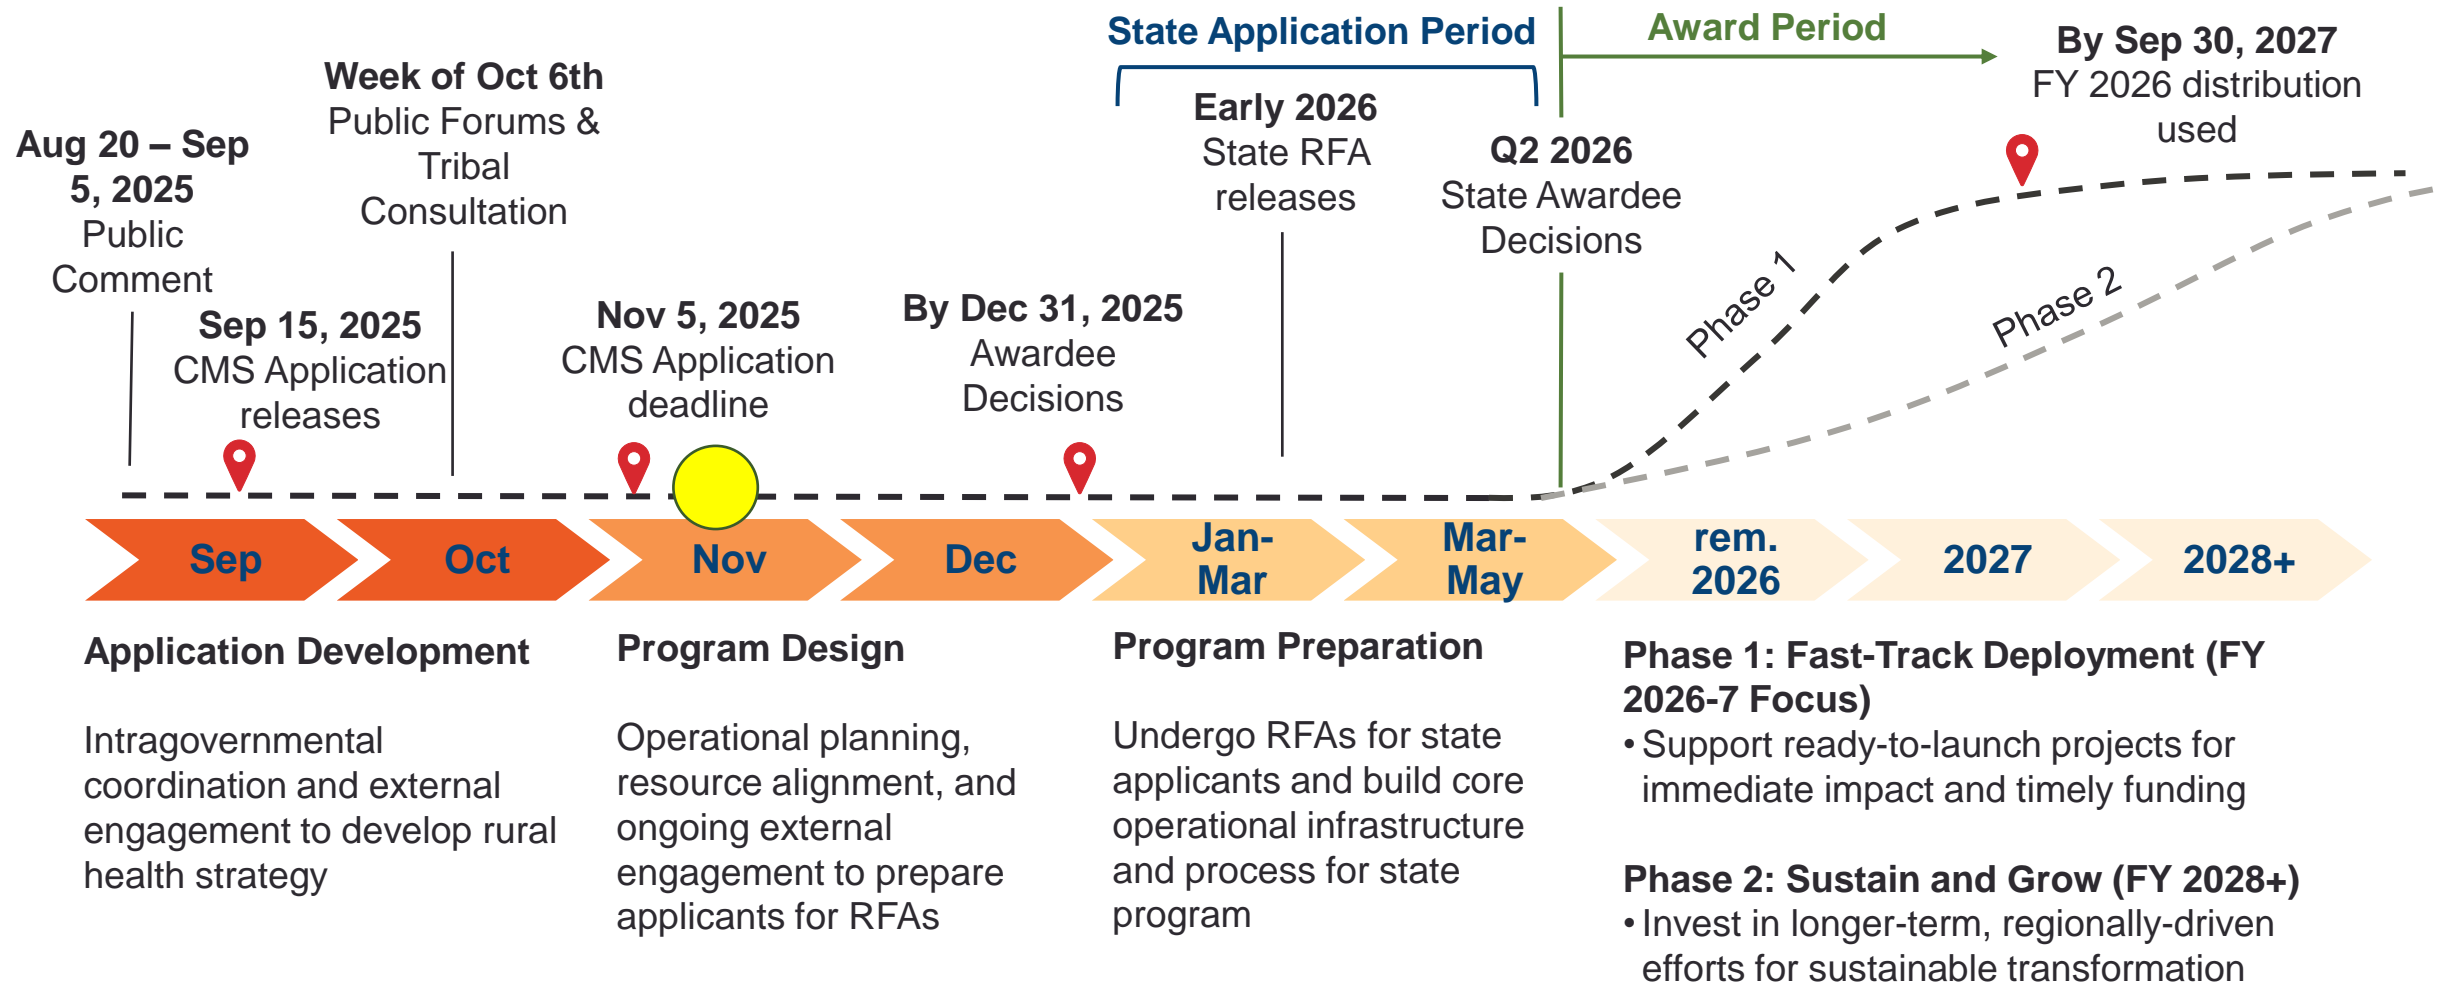 State Application Period
Award Period
By Sep 30, 2027
FY 2026 distribution
used
Week of Oct 6th
Public Forums &
Tribal
Consultation
Early 2026
State RFA
releases
Aug 20 – Sep
5, 2025
Public
Comment
Q2 2026
State Awardee
Decisions
Sep 15, 2025
CMS Application
releases
Nov 5, 2025
CMS Application
deadline
By Dec 31, 2025
Awardee
Decisions
Phase 1
Phase 2
Sep
Oct
Nov
Dec
Jan-
Mar
Mar-
May
rem.
2026
2027
2028+
Application Development
Intragovernmental
coordination and external
engagement to develop rural
health strategy
Program Design
Operational planning,
resource alignment, and
ongoing external
engagement to prepare
applicants for RFAs
Program Preparation
Undergo RFAs for state
applicants and build core
operational infrastructure
and process for state
program
Phase 1: Fast-Track Deployment (FY
2026-7 Focus)
• Support ready-to-launch projects for
immediate impact and timely funding
Phase 2: Sustain and Grow (FY 2028+)
• Invest in longer-term, regionally-driven
efforts for sustainable transformation